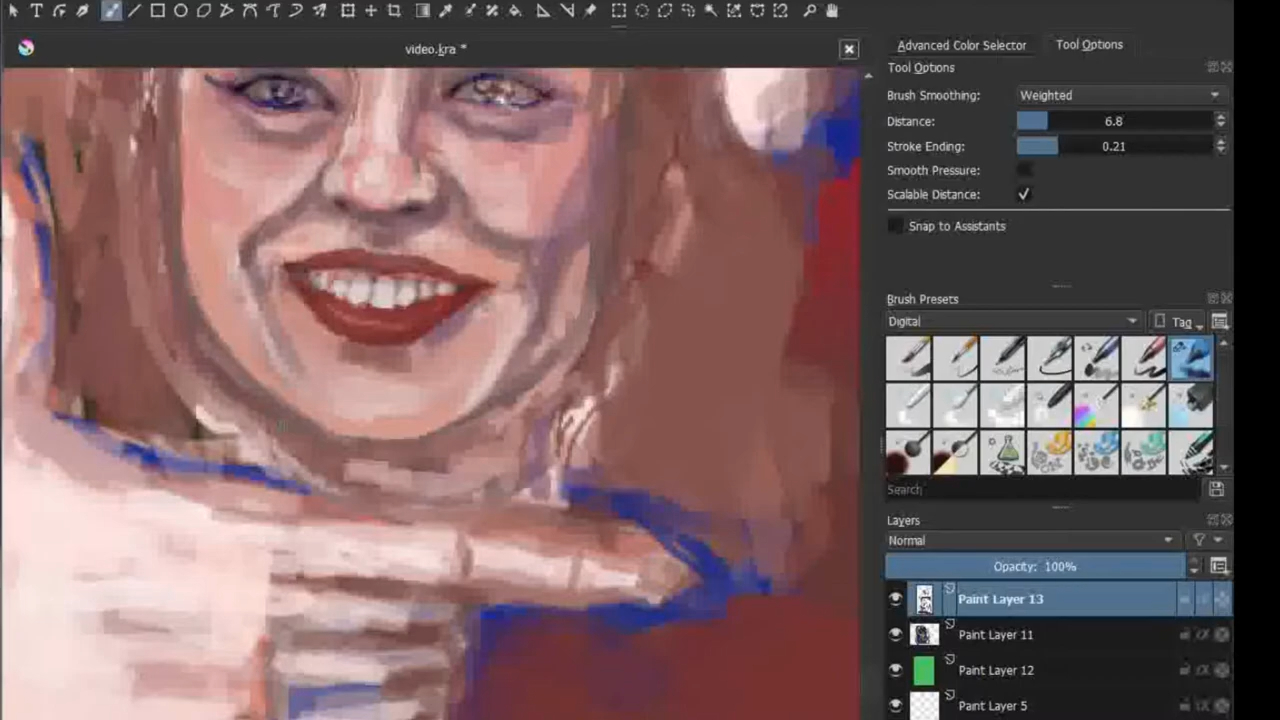 video.kra *
Advanced Color Selector
Tool Options
Tool Options
Brush Smoothing: Weighted
Distance: 6.8
Stroke Ending: 0.21
Smooth Pressure:
Scalable Distance:
Snap to Assistants
Brush Presets
Digital
Tag
Search
Layers
Normal
Opacity: 100%
Paint Layer 13
Paint Layer 11
Paint Layer 12
Paint Layer 5